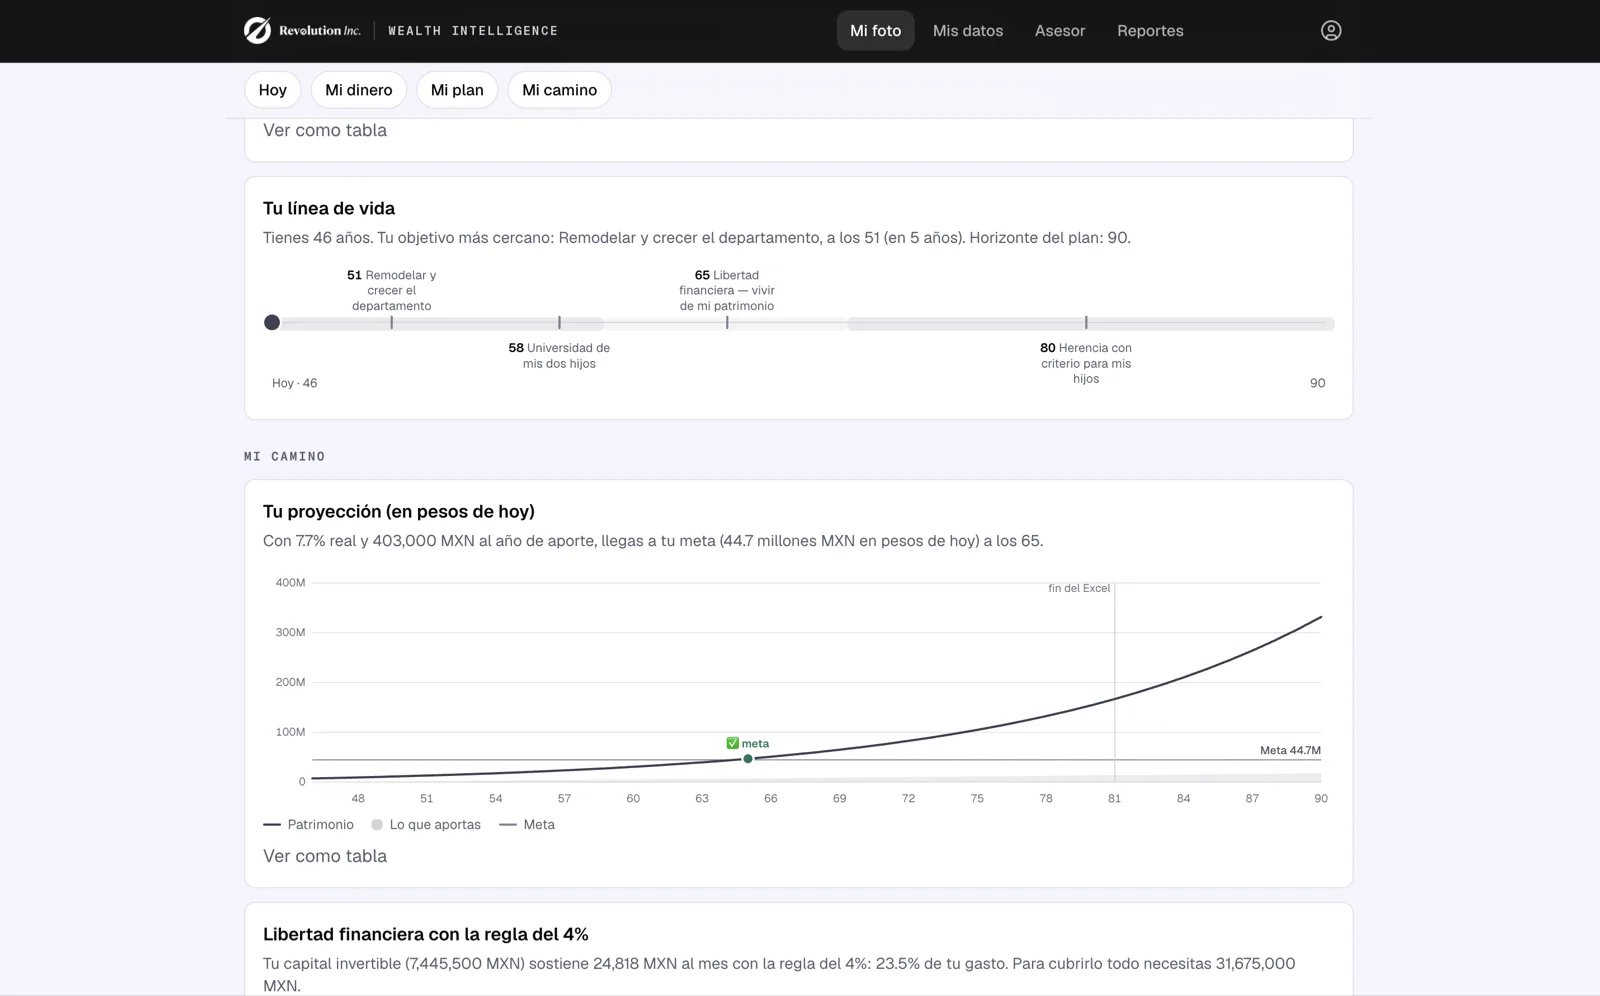 Revolution Inc.
WEALTH INTELLIGENCE
Mi foto
Mis datos
Asesor
Reportes
Hoy
Mi dinero
Mi plan
Mi camino
Ver como tabla
Tu línea de vida
Tienes 46 años. Tu objetivo más cercano: Remodelar y crecer el departamento, a los 51 (en 5 años). Horizonte del plan: 90.
51 Remodelar y
crecer el
departamento
65 Libertad
financiera — vivir
de mi patrimonio
58 Universidad de
mis dos hijos
80 Herencia con
criterio para mis
hijos
Hoy · 46
90
MI CAMINO
Tu proyección (en pesos de hoy)
Con 7.7% real y 403,000 MXN al año de aporte, llegas a tu meta (44.7 millones MXN en pesos de hoy) a los 65.
400M
fin del Excel
300M
200M
100M
✅ meta
Meta 44.7M
0
48 51 54 57 60 63 66 69 72 75 78 81 84 87 90
Patrimonio
Lo que aportas
Meta
Ver como tabla
Libertad financiera con la regla del 4%
Tu capital invertible (7,445,500 MXN) sostiene 24,818 MXN al mes con la regla del 4%: 23.5% de tu gasto. Para cubrirlo todo necesitas 31,675,000
MXN.